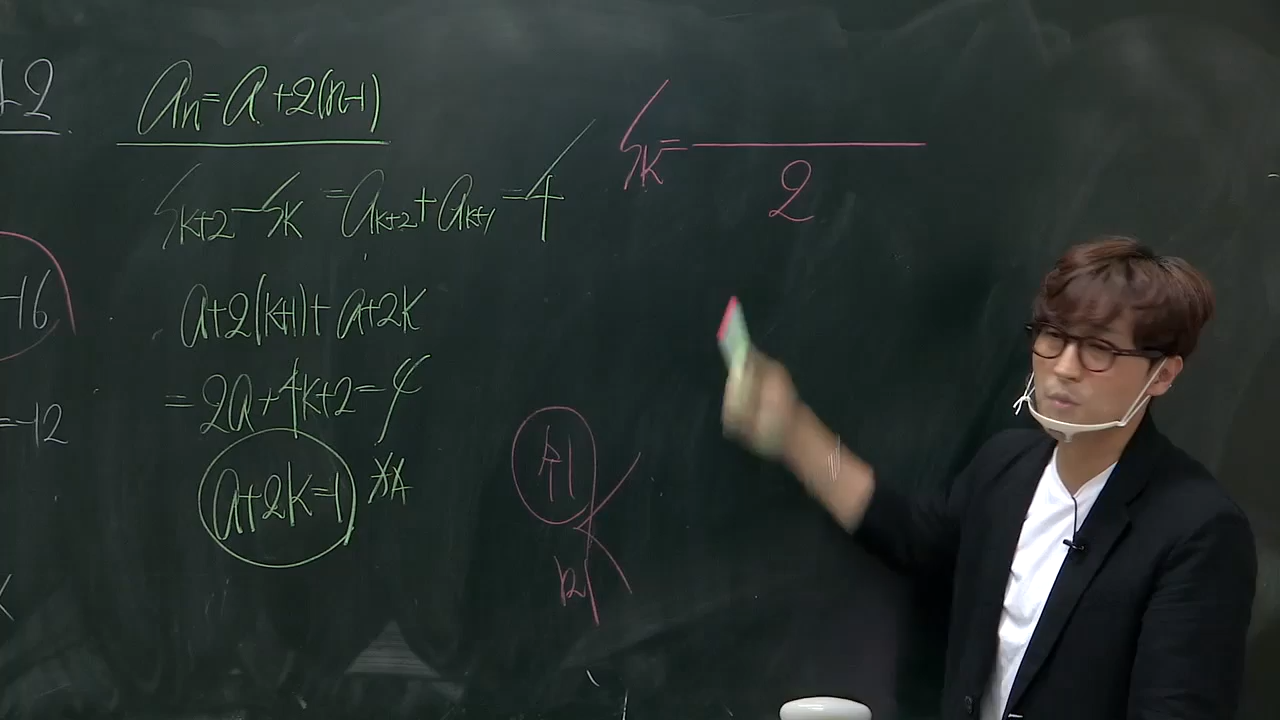 +2
aₙ=a+2(n-1)
Sₖ₊₂-Sₖ=aₖ₊₂+aₖ₊₁=4
-16
a+2(k+1)+a+2k
=2a+4k+2=4
=-12
a+2k=1 **
Sₖ= /2